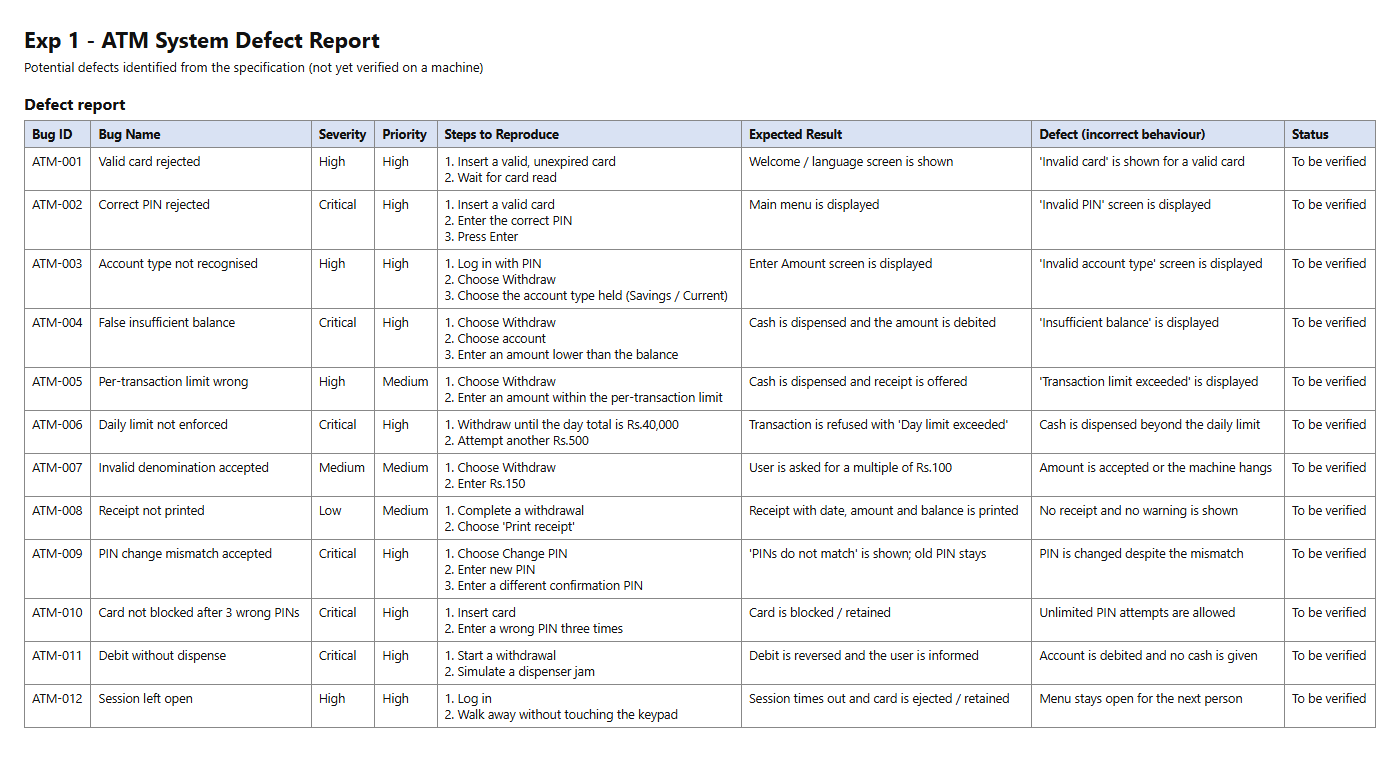 Exp 1 - ATM System Defect Report
Potential defects identified from the specification (not yet verified on a machine)
Defect report
Bug ID Bug Name Severity Priority Steps to Reproduce Expected Result Defect (incorrect behaviour) Status
ATM-001 Valid card rejected High High 1. Insert a valid, unexpired card Welcome / language screen is shown 'Invalid card' is shown for a valid card To be verified
2. Wait for card read
ATM-002 Correct PIN rejected Critical High 1. Insert a valid card Main menu is displayed 'Invalid PIN' screen is displayed To be verified
2. Enter the correct PIN
3. Press Enter
ATM-003 Account type not recognised High High 1. Log in with PIN Enter Amount screen is displayed 'Invalid account type' screen is displayed To be verified
2. Choose Withdraw
3. Choose the account type held (Savings / Current)
ATM-004 False insufficient balance Critical High 1. Choose Withdraw Cash is dispensed and the amount is debited 'Insufficient balance' is displayed To be verified
2. Choose account
3. Enter an amount lower than the balance
ATM-005 Per-transaction limit wrong High Medium 1. Choose Withdraw Cash is dispensed and receipt is offered 'Transaction limit exceeded' is displayed To be verified
2. Enter an amount within the per-transaction limit
ATM-006 Daily limit not enforced Critical High 1. Withdraw until the day total is Rs.40,000 Transaction is refused with 'Day limit exceeded' Cash is dispensed beyond the daily limit To be verified
2. Attempt another Rs.500
ATM-007 Invalid denomination accepted Medium Medium 1. Choose Withdraw User is asked for a multiple of Rs.100 Amount is accepted or the machine hangs To be verified
2. Enter Rs.150
ATM-008 Receipt not printed Low Medium 1. Complete a withdrawal Receipt with date, amount and balance is printed No receipt and no warning is shown To be verified
2. Choose 'Print receipt'
ATM-009 PIN change mismatch accepted Critical High 1. Choose Change PIN 'PINs do not match' is shown; old PIN stays PIN is changed despite the mismatch To be verified
2. Enter new PIN
3. Enter a different confirmation PIN
ATM-010 Card not blocked after 3 wrong PINs Critical High 1. Insert card Card is blocked / retained Unlimited PIN attempts are allowed To be verified
2. Enter a wrong PIN three times
ATM-011 Debit without dispense Critical High 1. Start a withdrawal Debit is reversed and the user is informed Account is debited and no cash is given To be verified
2. Simulate a dispenser jam
ATM-012 Session left open High High 1. Log in Session times out and card is ejected / retained Menu stays open for the next person To be verified
2. Walk away without touching the keypad